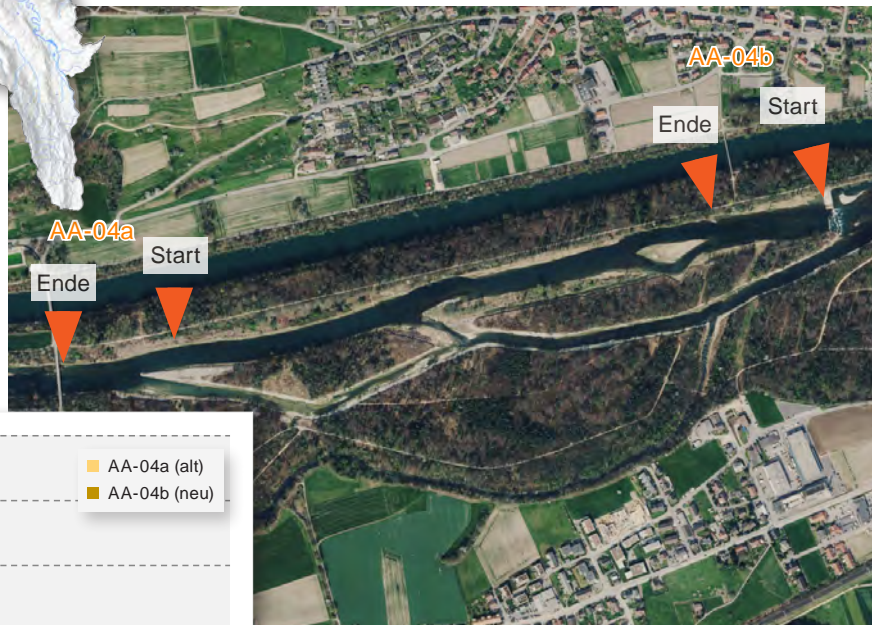 AA-04b
Start
Ende
AA-04a
Start
Ende
AA-04a (alt)
AA-04b (neu)